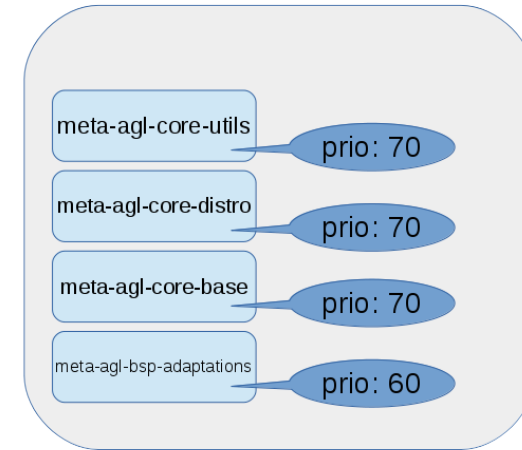 meta-agl-core-utils
prio: 70
meta-agl-core-distro
prio: 70
meta-agl-core-base
prio: 70
meta-agl-bsp-adaptations
prio: 60